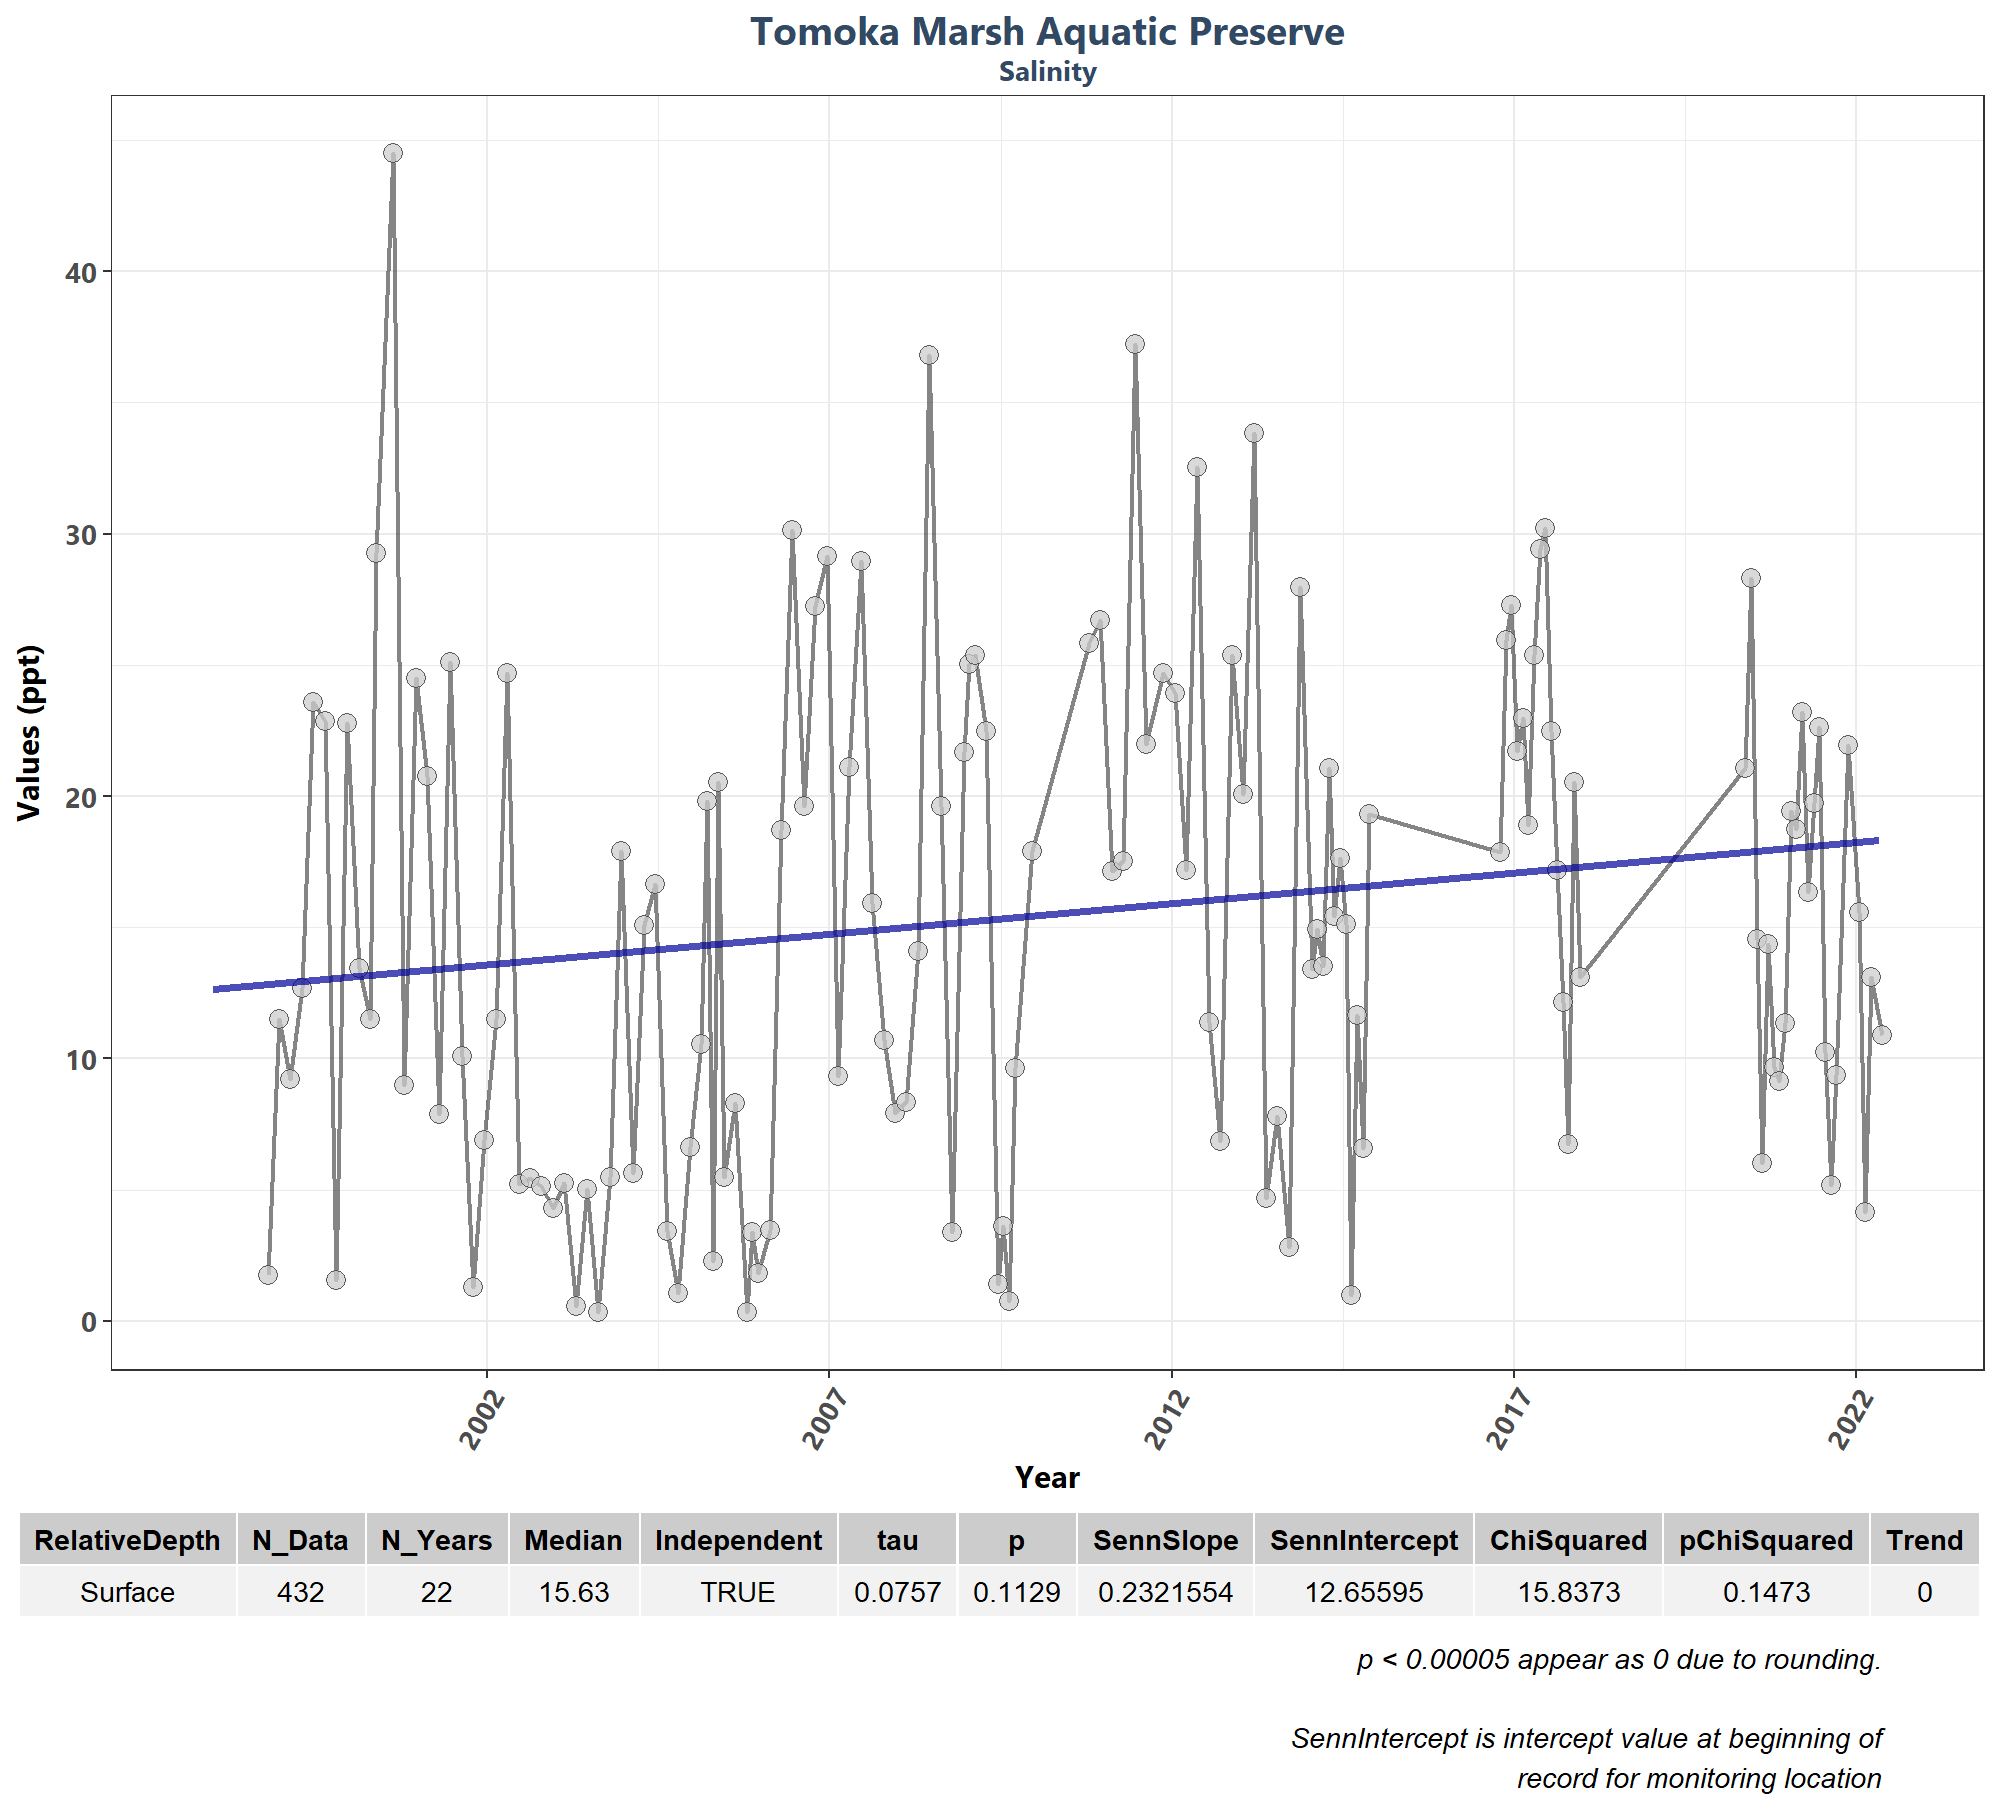 Tomoka Marsh Aquatic Preserve
Salinity
Values (ppt)
40
30
20
10
0
2002 2007 2012 2017 2022
Year
RelativeDepth N_Data N_Years Median Independent tau p SennSlope SennIntercept ChiSquared pChiSquared Trend
Surface 432 22 15.63 TRUE 0.0757 0.1129 0.2321554 12.65595 15.8373 0.1473 0
p < 0.00005 appear as 0 due to rounding.
SennIntercept is intercept value at beginning of
record for monitoring location